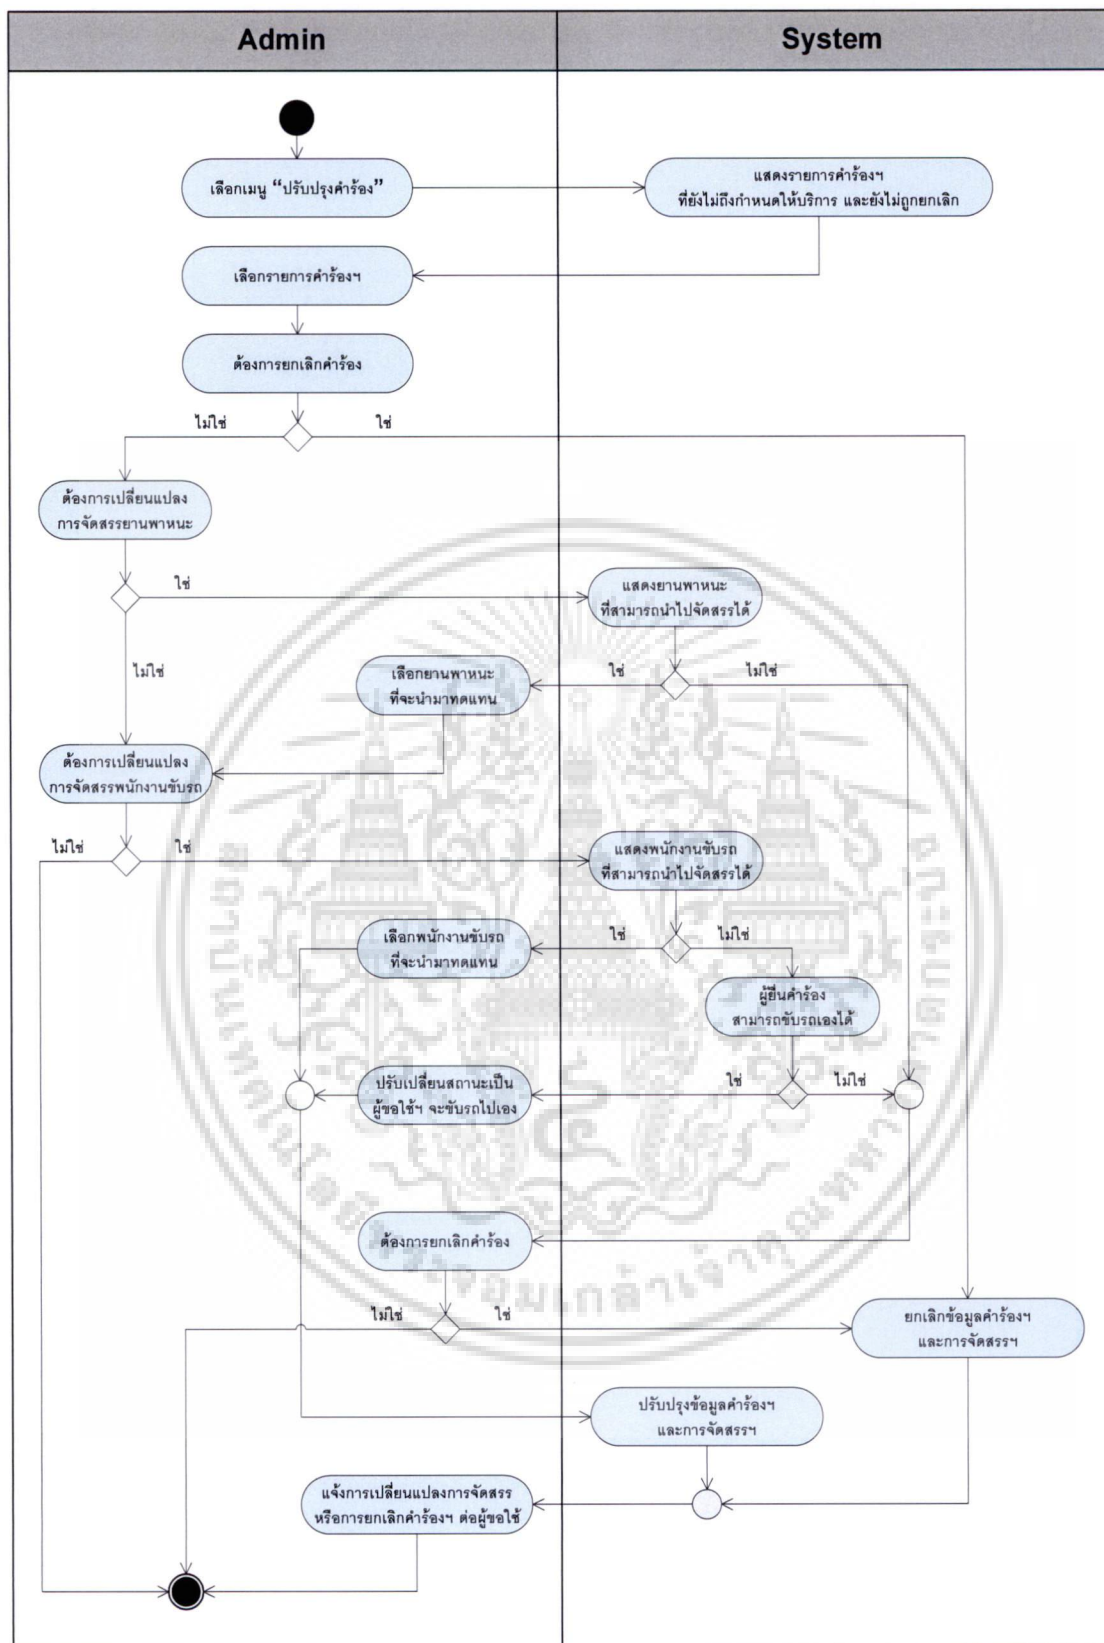 Admin
System
เลือกเมนู “ปรับปรุงคำร้อง”
แสดงรายการคำร้องฯ
ที่ยังไม่ถึงกำหนดให้บริการ และยังไม่ถูกยกเลิก
เลือกรายการคำร้องฯ
ต้องการยกเลิกคำร้อง
ไม่ใช่
ใช่
ต้องการเปลี่ยนแปลง
การจัดสรรยานพาหนะ
ใช่
แสดงยานพาหนะ
ที่สามารถนำไปจัดสรรได้
ไม่ใช่
เลือกยานพาหนะ
ที่จะนำมาทดแทน
ใช่
ไม่ใช่
ต้องการเปลี่ยนแปลง
การจัดสรรพนักงานขับรถ
ไม่ใช่
ใช่
แสดงพนักงานขับรถ
ที่สามารถนำไปจัดสรรได้
เลือกพนักงานขับรถ
ที่จะนำมาทดแทน
ใช่
ไม่ใช่
ผู้ยื่นคำร้อง
สามารถขับรถเองได้
ปรับเปลี่ยนสถานะเป็น
ผู้ขอใช้ฯ จะขับรถไปเอง
ใช่
ไม่ใช่
ต้องการยกเลิกคำร้อง
ไม่ใช่
ใช่
ยกเลิกข้อมูลคำร้องฯ
และการจัดสรรฯ
ปรับปรุงข้อมูลคำร้องฯ
และการจัดสรรฯ
แจ้งการเปลี่ยนแปลงการจัดสรร
หรือการยกเลิกคำร้องฯ ต่อผู้ขอใช้